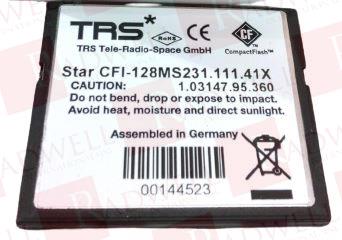 TRS*
RoHS
CF
TRS Tele-Radio-Space GmbH
CompactFlash™
Star CFI-128MS231.111.41X
CAUTION: 1.03147.95.360
Do not bend, drop or expose to impact.
Avoid heat, moisture and direct sunlight.
Assembled in Germany
00144523
RADWELL